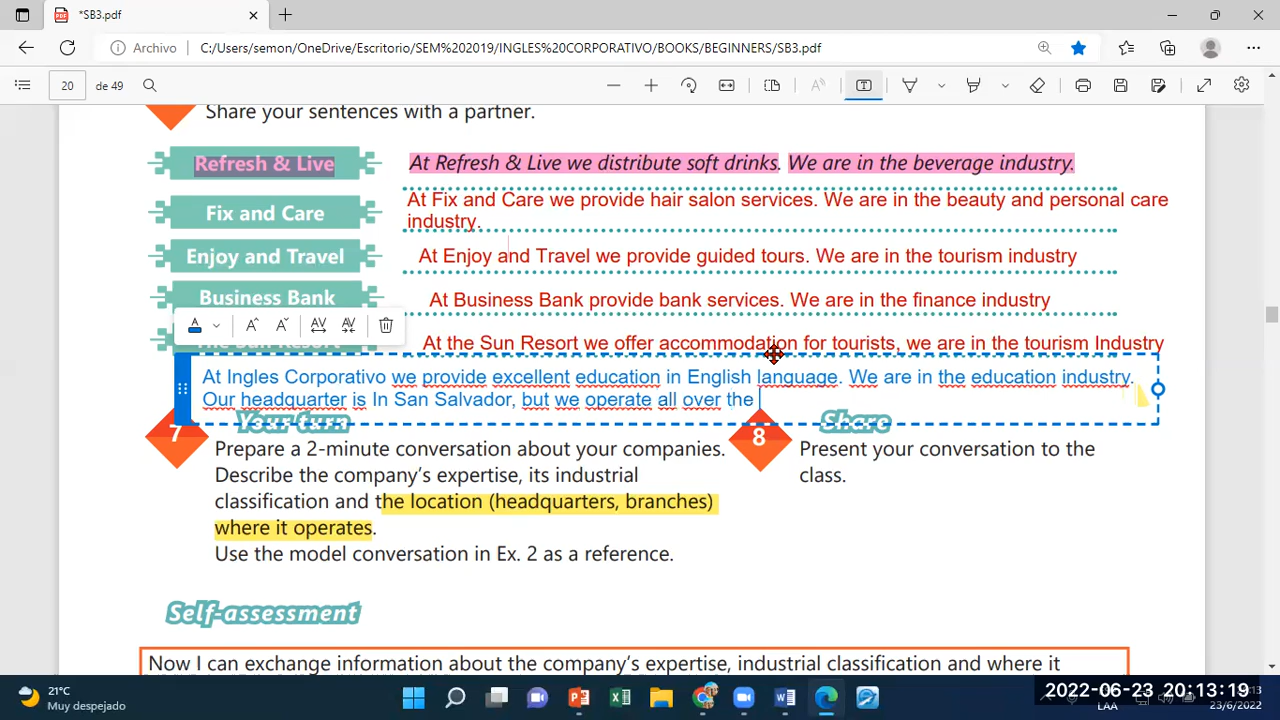 *SB3.pdf
Archivo
C:/Users/semon/OneDrive/Escritorio/SEM%202019/INGLES%20CORPORATIVO/BOOKS/BEGINNERS/SB3.pdf
20 de 49
Share your sentences with a partner.
Refresh & Live At Refresh & Live we distribute soft drinks. We are in the beverage industry.
Fix and Care At Fix and Care we provide hair salon services. We are in the beauty and personal care
industry.
Enjoy and Travel At Enjoy and Travel we provide guided tours. We are in the tourism industry
Business Bank At Business Bank provide bank services. We are in the finance industry
The Sun Resort At the Sun Resort we offer accommodation for tourists, we are in the tourism Industry
At Ingles Corporativo we provide excellent education in English language. We are in the education industry.
Our headquarter is In San Salvador, but we operate all over the
7 Your turn
Prepare a 2-minute conversation about your companies.
Describe the company's expertise, its industrial
classification and the location (headquarters, branches)
where it operates.
Use the model conversation in Ex. 2 as a reference.
8 Share
Present your conversation to the
class.
Self-assessment
Now I can exchange information about the company's expertise, industrial classification and where it
21°C
Muy despejado
2022-06-23 20:13:19
LAA
23/6/2022